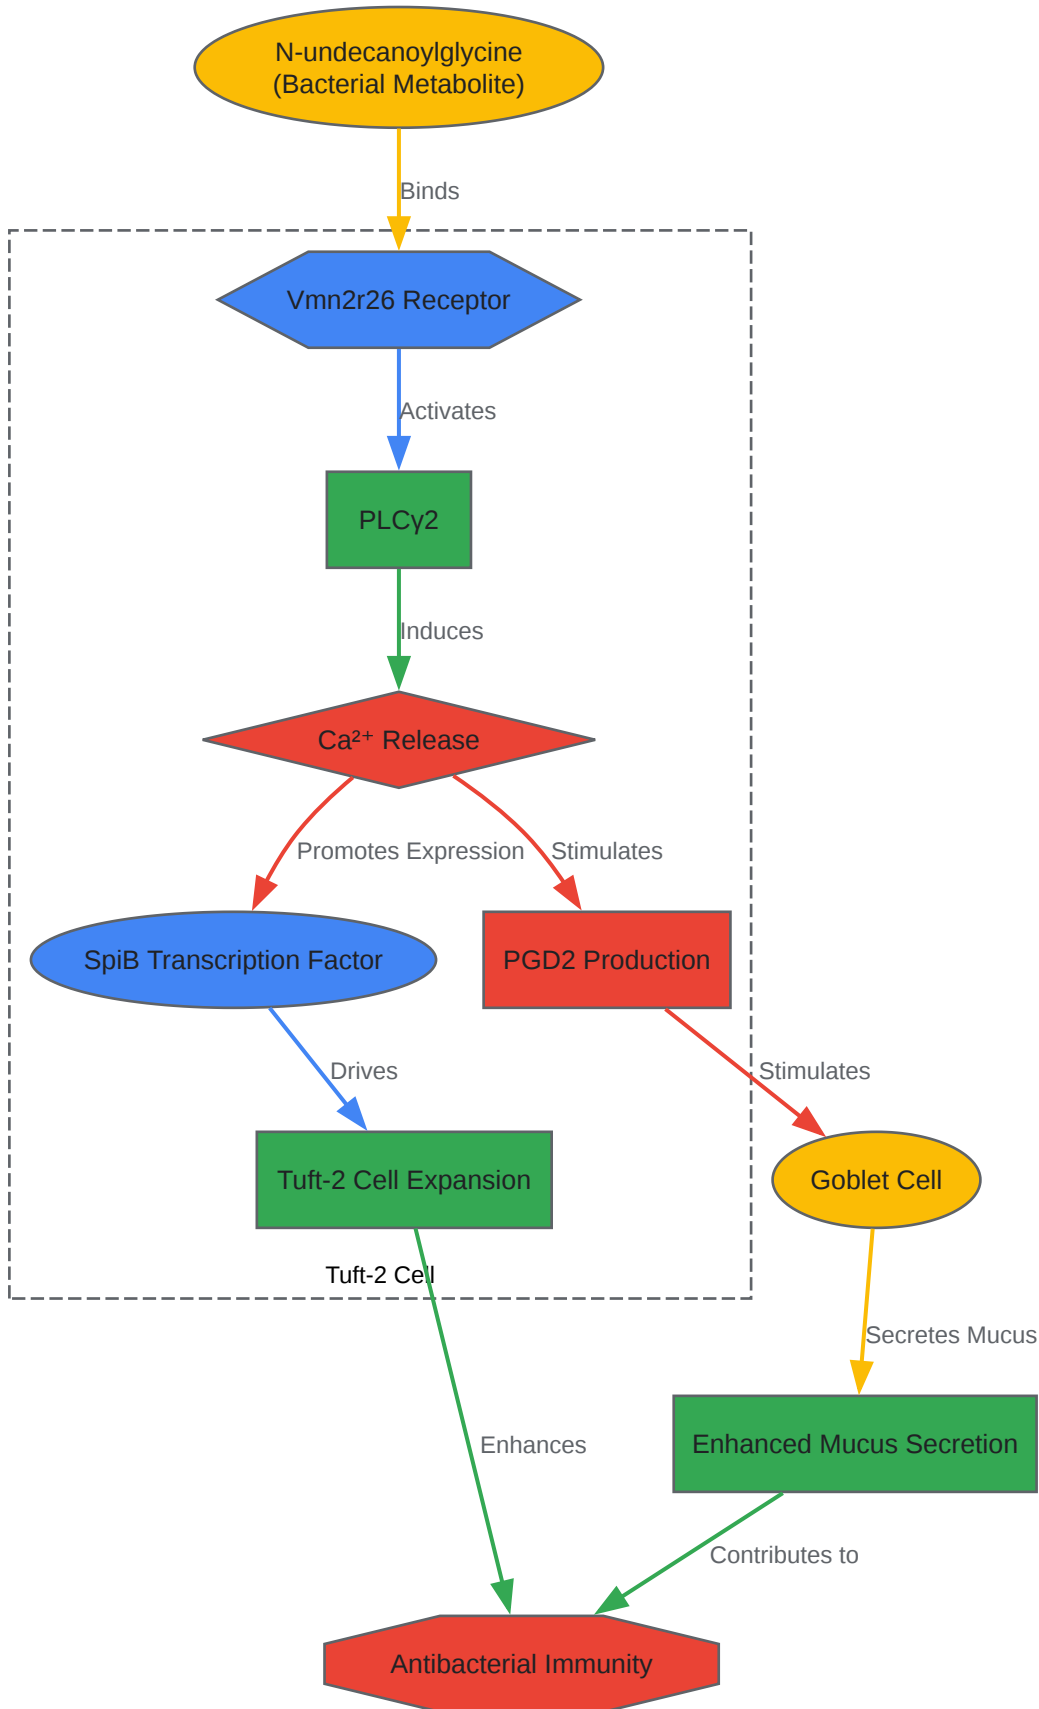 N-undecanoylglycine
(Bacterial Metabolite)
Binds
Vmn2r26 Receptor
Activates
PLCγ2
Induces
Ca²⁺ Release
Promotes Expression
Stimulates
SpiB Transcription Factor
PGD2 Production
Drives
Stimulates
Tuft-2 Cell Expansion
Goblet Cell
Tuft-2 Cell
Secretes Mucus
Enhances
Enhanced Mucus Secretion
Contributes to
Antibacterial Immunity